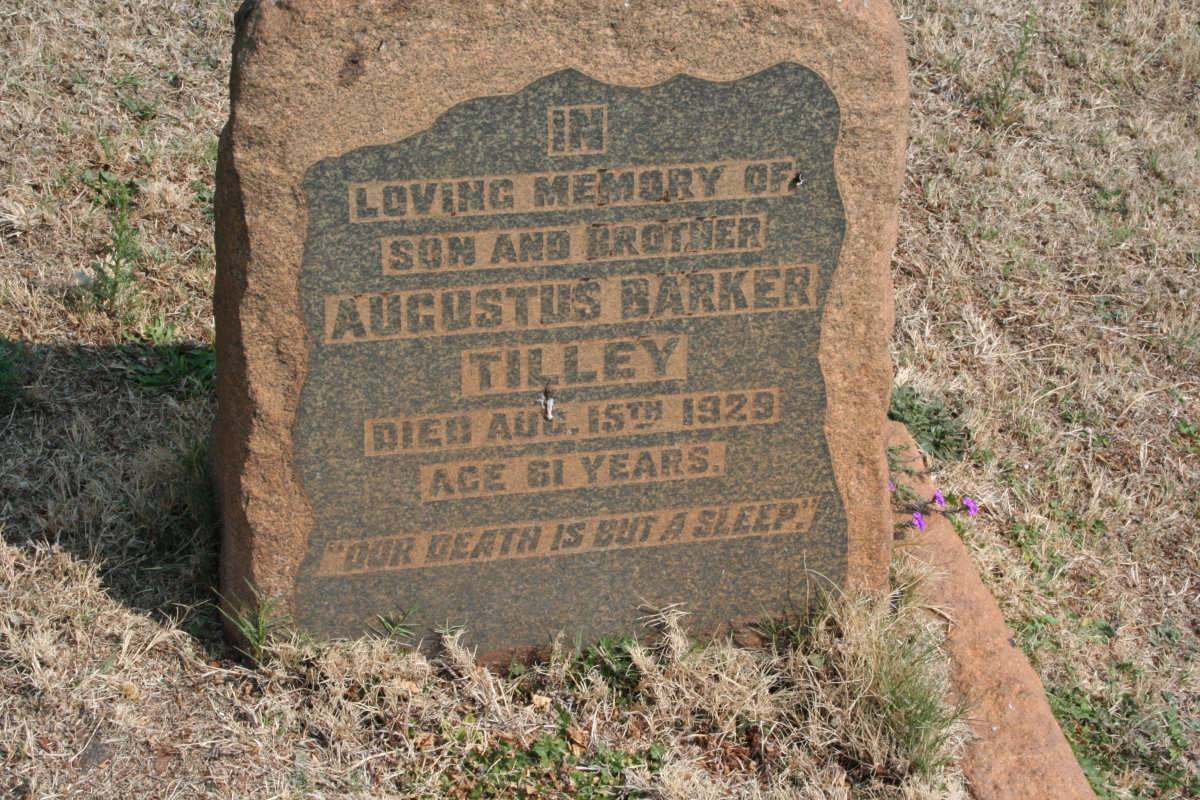 IN
LOVING MEMORY OF
SON AND BROTHER
AUGUSTUS BARKER
TILLEY
DIED AUG. 15TH 1929
AGE 61 YEARS.
"OUR DEATH IS BUT A SLEEP."